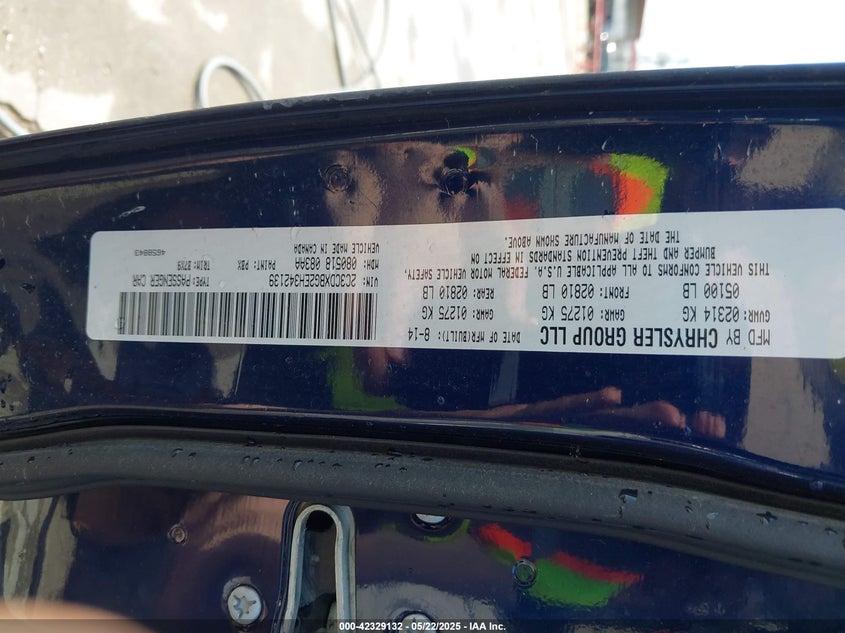 MFD BY CHRYSLER GROUP LLC
DATE OF MFR(BUILT): 8-14
GVWR: 02314 KG
GAWR: 01275 KG
GAWR: 01275 KG
05100 LB
FRONT: 02810 LB
REAR: 02810 LB
THIS VEHICLE CONFORMS TO ALL APPLICABLE U.S.A. FEDERAL MOTOR VEHICLE SAFETY,
BUMPER AND THEFT PREVENTION STANDARDS IN EFFECT ON
THE DATE OF MANUFACTURE SHOWN ABOVE.
VIN: 2C3CDXBG2EH342139
TYPE: PASSENGER CAR
MDH: 080518 083AA
PAINT: PBX
TRIM: B7X9
VEHICLE MADE IN CANADA
4658843
000-42329132 - 05/22/2025 - IAA Inc.